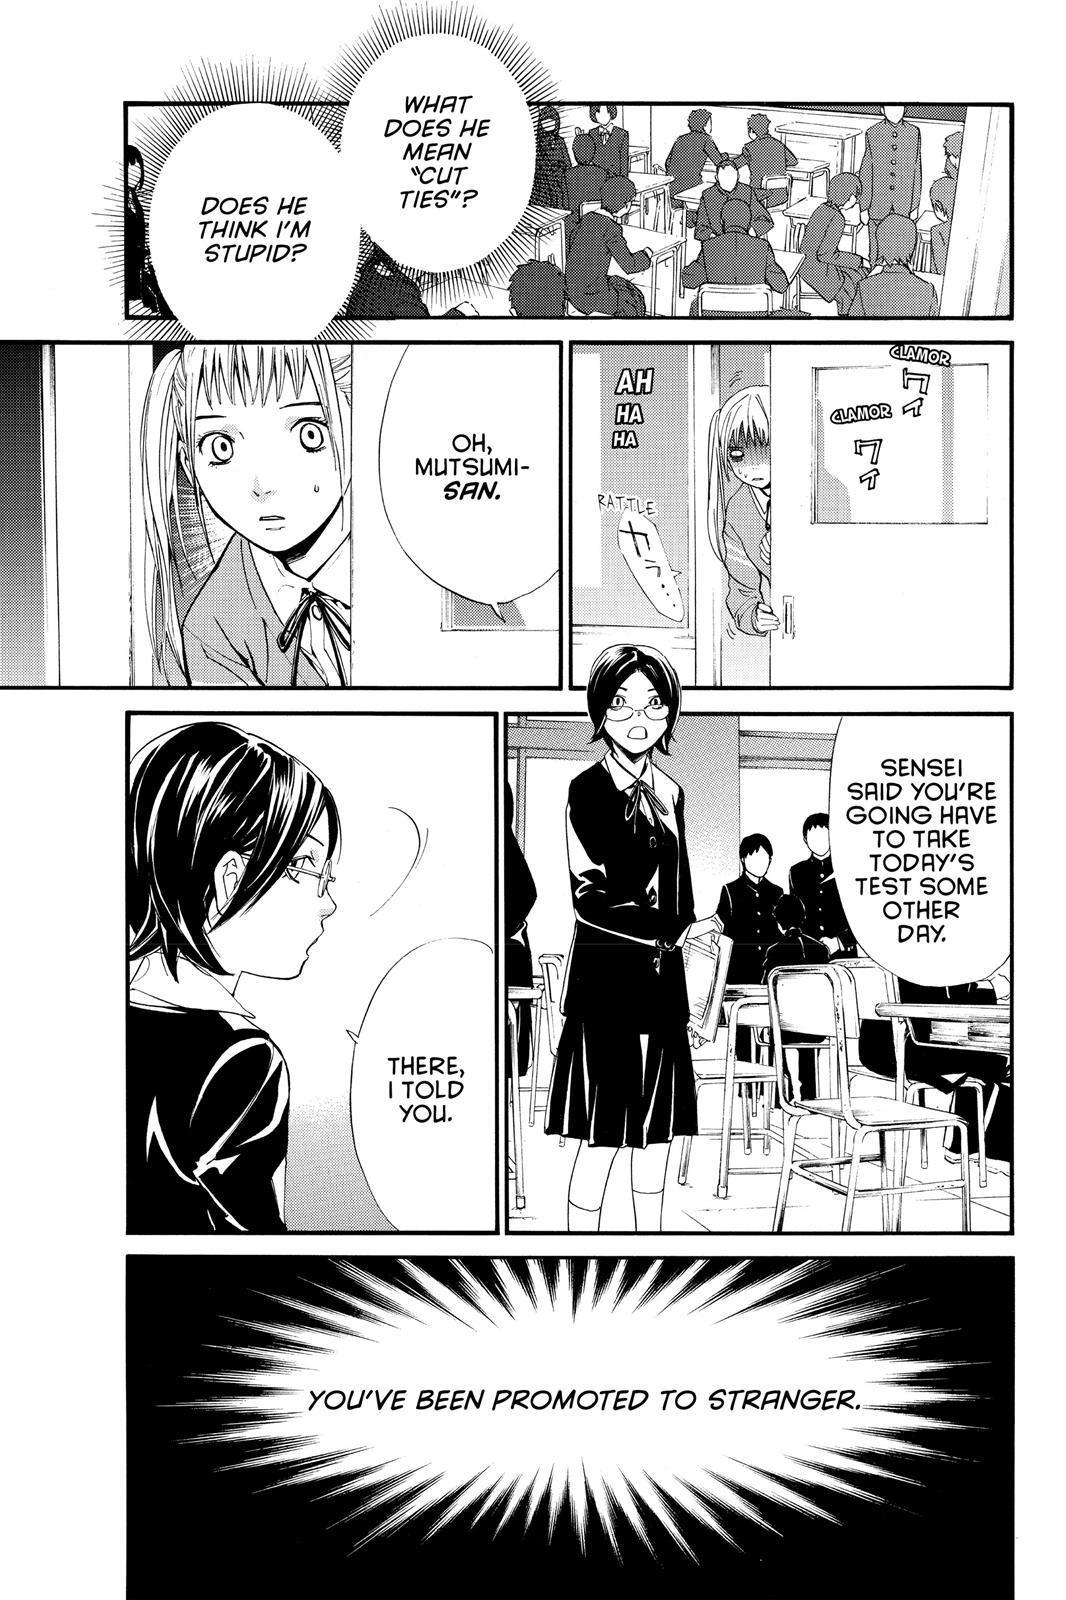 WHAT
DOES HE
MEAN
"CUT
TIES"?
DOES HE
THINK I'M
STUPID?
CLAMOR
ワイ
CLAMOR
ワイ
AH
HA
HA
RATTLE
カラ...
OH,
MUTSUMI-
SAN.
SENSEI
SAID YOU'RE
GOING HAVE
TO TAKE
TODAY'S
TEST SOME
OTHER
DAY.
THERE,
I TOLD
YOU.
YOU'VE BEEN PROMOTED TO STRANGER.